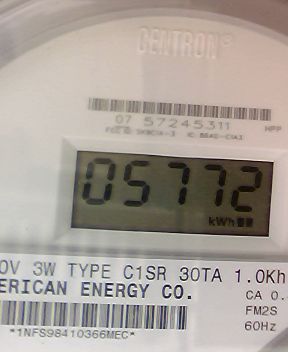 CENTRON®
07 57245311
HPP
05772
kWh
0V 3W TYPE C1SR 30TA 1.0Kh
ERICAN ENERGY CO.
CA 0.
FM2S
60Hz
*1NFS98410366MEC*